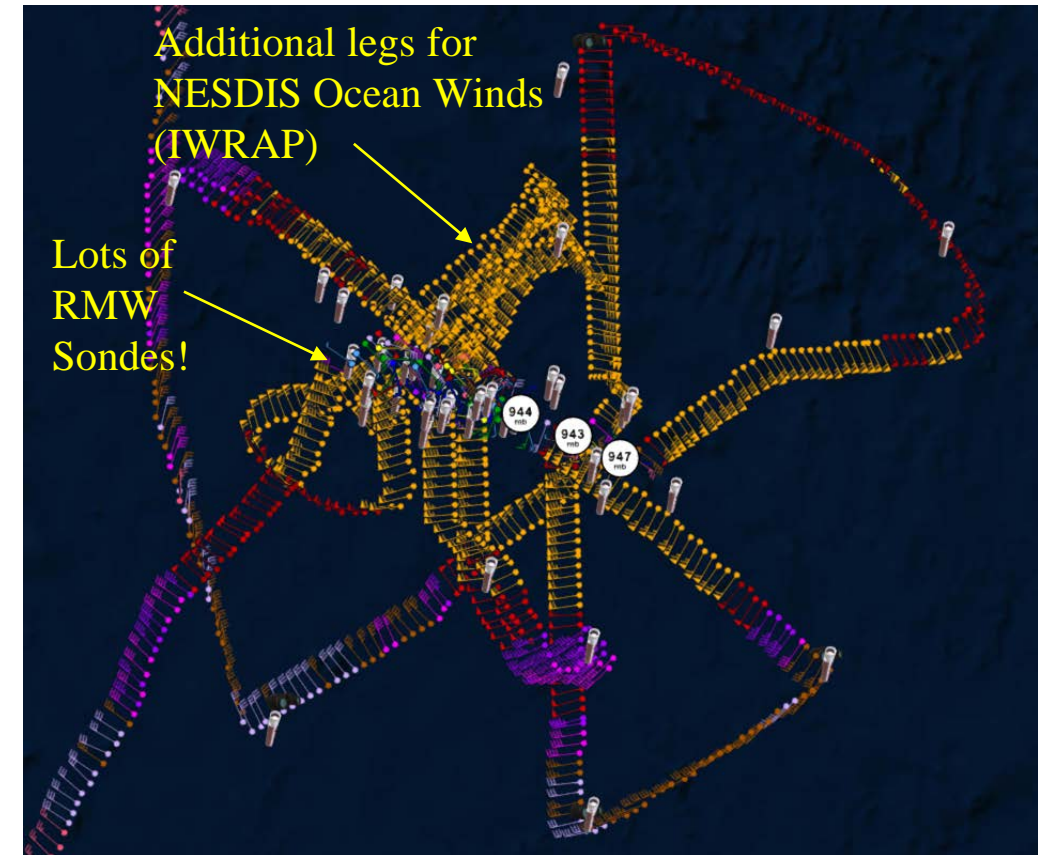 Additional legs for
NESDIS Ocean Winds
(IWRAP)
Lots of
RMW
Sondes!
944
mb
943
mb
947
mb